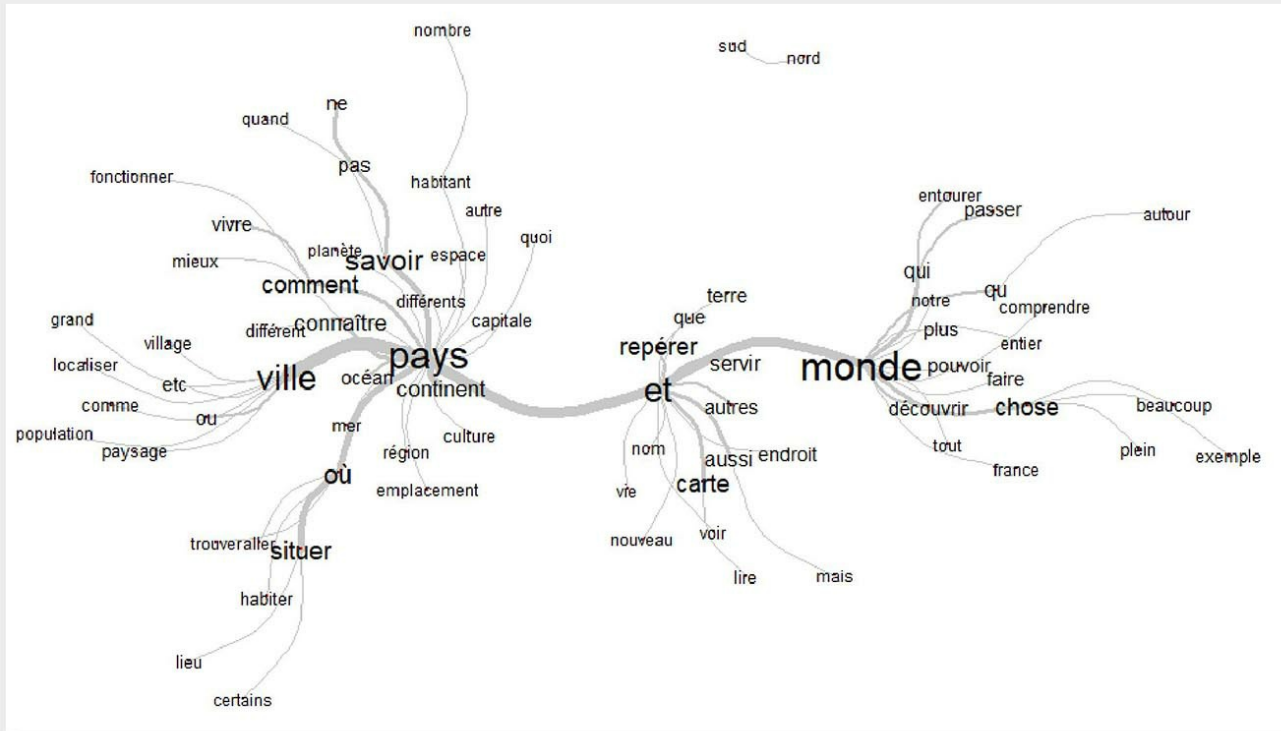 nombre
sud
nord
ne
quand
pas
fonctionner
habitant
entourer
autre
passer
autour
vivre
quoi
planète
espace
savoir
mieux
qui
comment
qu
notre
différents
terre
comprendre
que
capitale
grand
différent
connaître
plus
village
repérer
entier
pays
servir
monde
pouvoir
localiser
ville
océan
continent
etc
et
faire
comme
autres
découvrir
chose
beaucoup
ou
mer
population
culture
tout
paysage
région
nom
aussi
endroit
plein
exemple
france
où
emplacement
vie
carte
voir
nouveau
trouver
aller
situer
lire
mais
habiter
lieu
certains